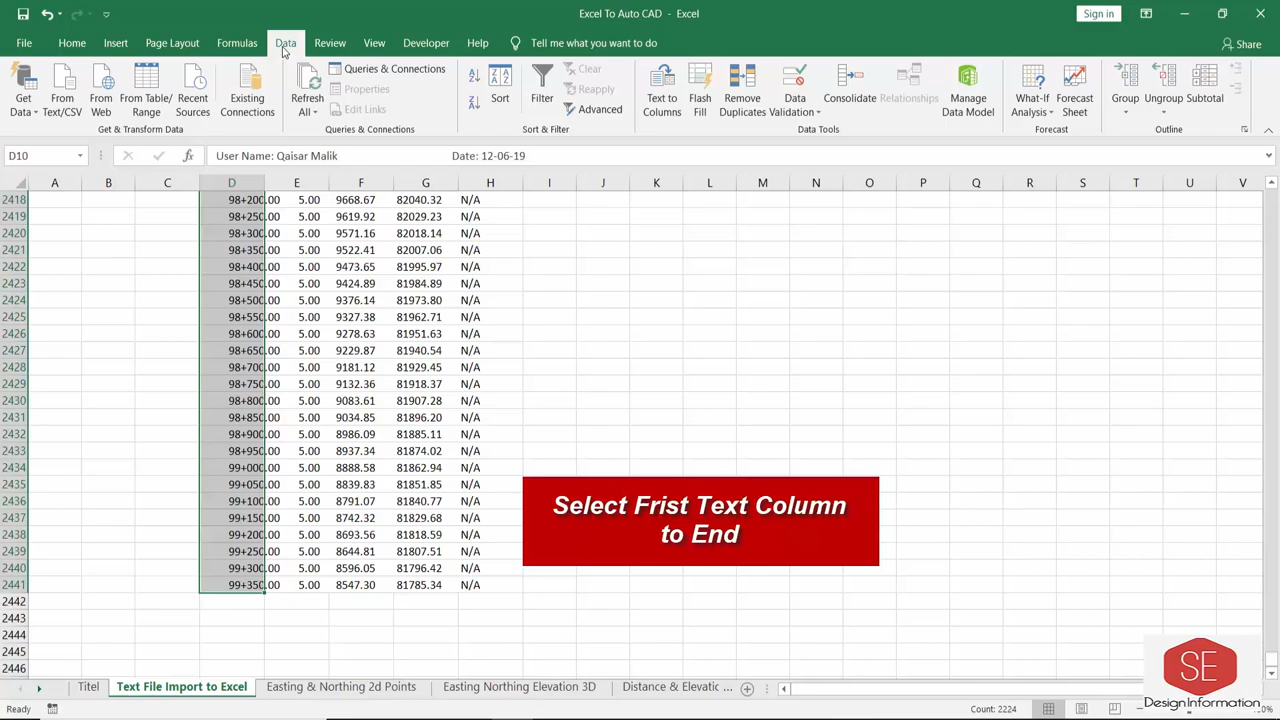 Excel To Auto CAD - Excel
Sign in
File Home Insert Page Layout Formulas Data Review View Developer Help Tell me what you want to do Share
Get Data From Text/CSV From Web From Table/ Range Recent Sources Existing Connections Refresh All Queries & Connections Properties Edit Links Sort Filter Clear Reapply Advanced Text to Columns Flash Fill Remove Duplicates Data Validation Consolidate Relationships Manage Data Model What-If Analysis Forecast Sheet Group Ungroup Subtotal
Get & Transform Data Queries & Connections Sort & Filter Data Tools Forecast Outline
D10 fx User Name: Qaisar Malik Date: 12-06-19
A B C D E F G H I J K L M N O P Q R S T U V
2418 98+200.00 5.00 9668.67 82040.32 N/A
2419 98+250.00 5.00 9619.92 82029.23 N/A
2420 98+300.00 5.00 9571.16 82018.14 N/A
2421 98+350.00 5.00 9522.41 82007.06 N/A
2422 98+400.00 5.00 9473.65 81995.97 N/A
2423 98+450.00 5.00 9424.89 81984.89 N/A
2424 98+500.00 5.00 9376.14 81973.80 N/A
2425 98+550.00 5.00 9327.38 81962.71 N/A
2426 98+600.00 5.00 9278.63 81951.63 N/A
2427 98+650.00 5.00 9229.87 81940.54 N/A
2428 98+700.00 5.00 9181.12 81929.45 N/A
2429 98+750.00 5.00 9132.36 81918.37 N/A
2430 98+800.00 5.00 9083.61 81907.28 N/A
2431 98+850.00 5.00 9034.85 81896.20 N/A
2432 98+900.00 5.00 8986.09 81885.11 N/A
2433 98+950.00 5.00 8937.34 81874.02 N/A
2434 99+000.00 5.00 8888.58 81862.94 N/A
2435 99+050.00 5.00 8839.83 81851.85 N/A
2436 99+100.00 5.00 8791.07 81840.77 N/A
2437 99+150.00 5.00 8742.32 81829.68 N/A
2438 99+200.00 5.00 8693.56 81818.59 N/A
2439 99+250.00 5.00 8644.81 81807.51 N/A
2440 99+300.00 5.00 8596.05 81796.42 N/A
2441 99+350.00 5.00 8547.30 81785.34 N/A
2442
2443
2444
2445
2446
Select Frist Text Column
to End
SE
Design Information
Titel Text File Import to Excel Easting & Northing 2d Points Easting Northing Elevation 3D Distance & Elevatic ...
Ready Count: 2224